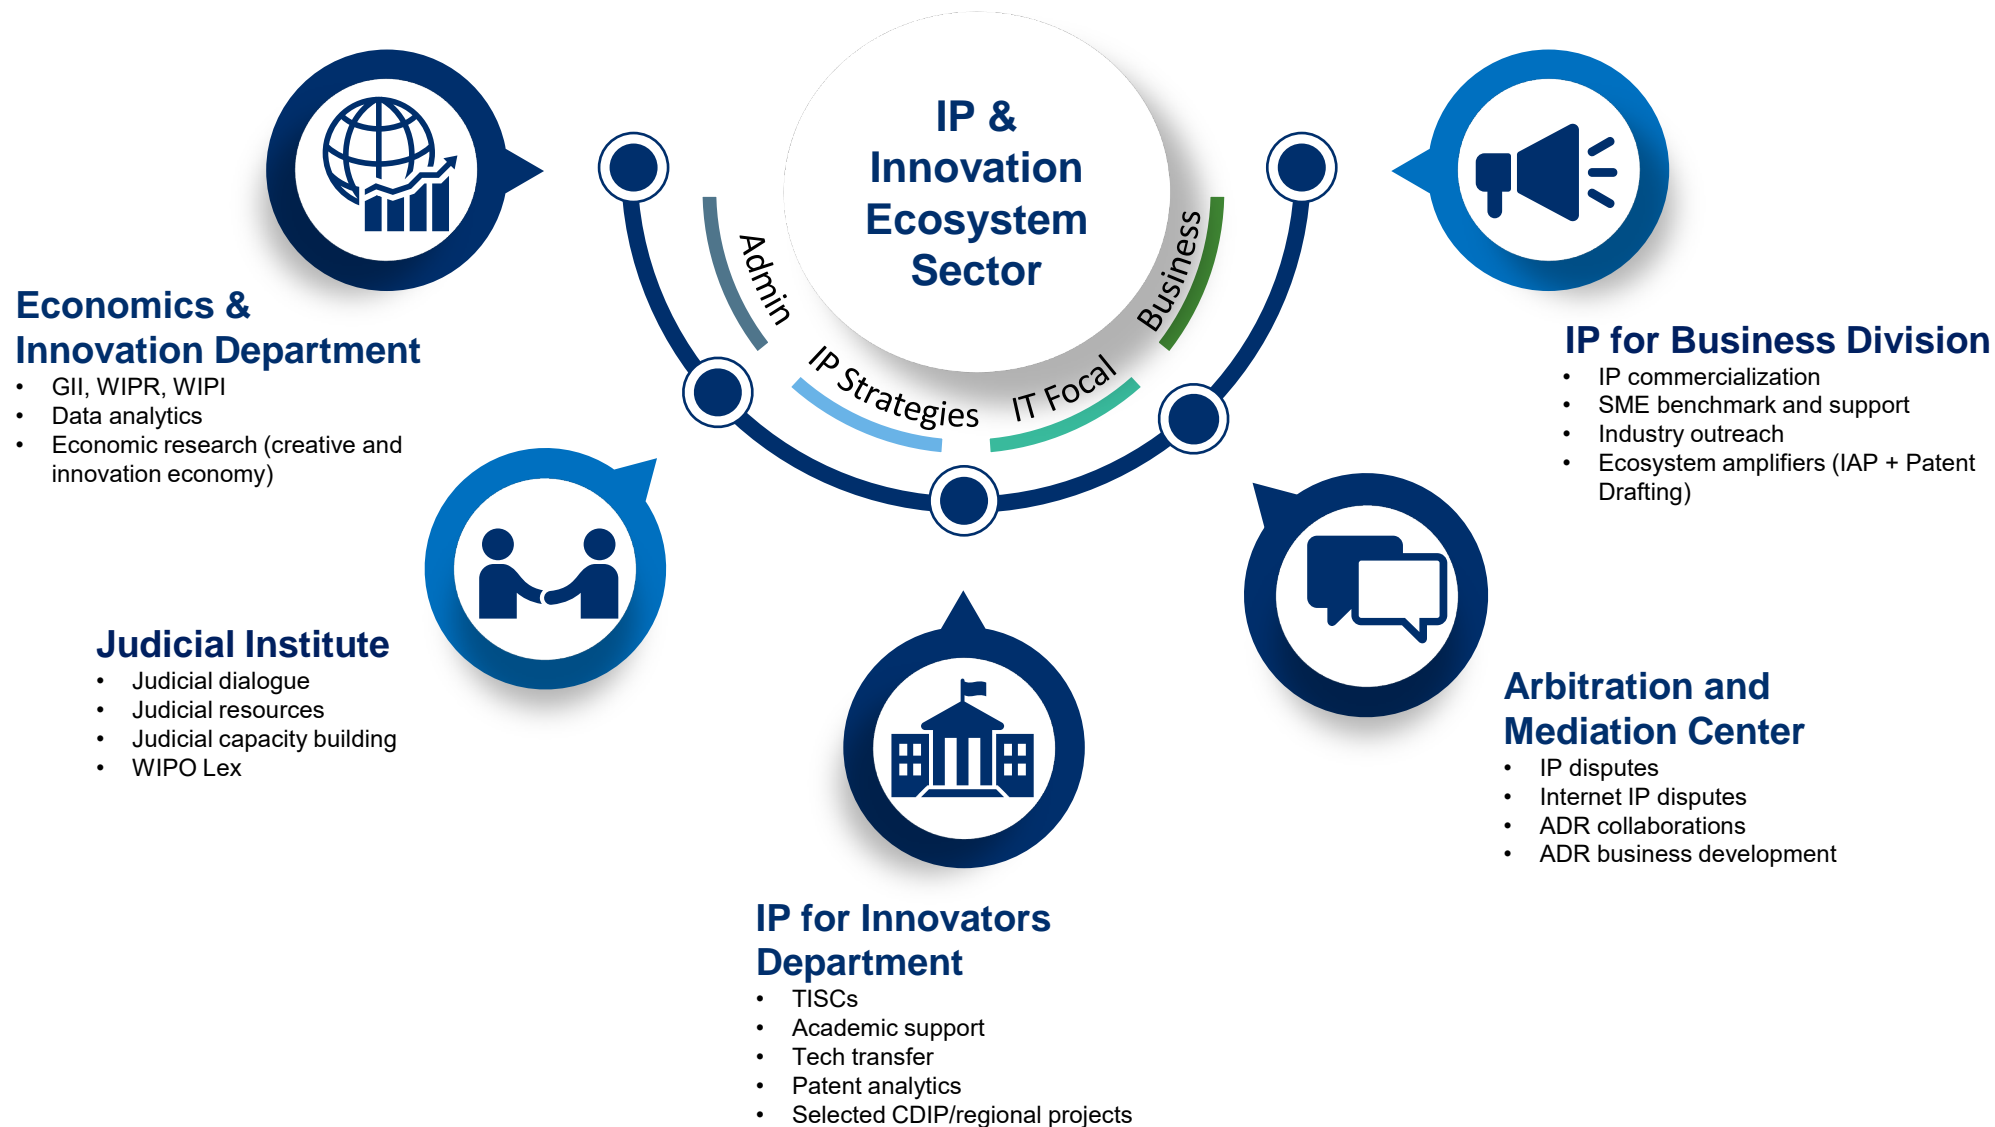 IP &
Innovation
Ecosystem
Sector
Admin
IP Strategies
IT Focal
Business
Economics &
Innovation Department
• GII, WIPR, WIPI
• Data analytics
• Economic research (creative and
innovation economy)
Judicial Institute
• Judicial dialogue
• Judicial resources
• Judicial capacity building
• WIPO Lex
IP for Innovators
Department
• TISCs
• Academic support
• Tech transfer
• Patent analytics
• Selected CDIP/regional projects
Arbitration and
Mediation Center
• IP disputes
• Internet IP disputes
• ADR collaborations
• ADR business development
IP for Business Division
• IP commercialization
• SME benchmark and support
• Industry outreach
• Ecosystem amplifiers (IAP + Patent
Drafting)